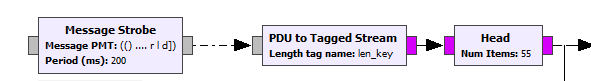 Message Strobe
Message PMT: (() .... r l d])
Period (ms): 200
PDU to Tagged Stream
Length tag name: len_key
Head
Num Items: 55